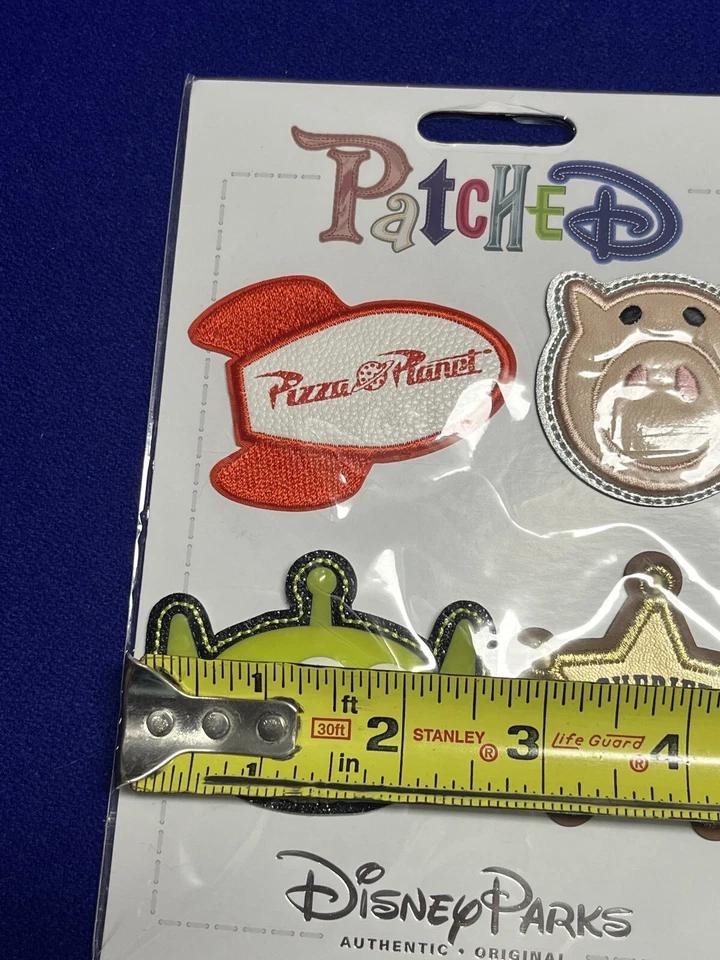 PatcHED
Pizza Planet
SHERIFF
1 ft
30ft 2 STANLEY® 3 Life Guard® 4
in
1
Disney Parks
AUTHENTIC • ORIGINAL